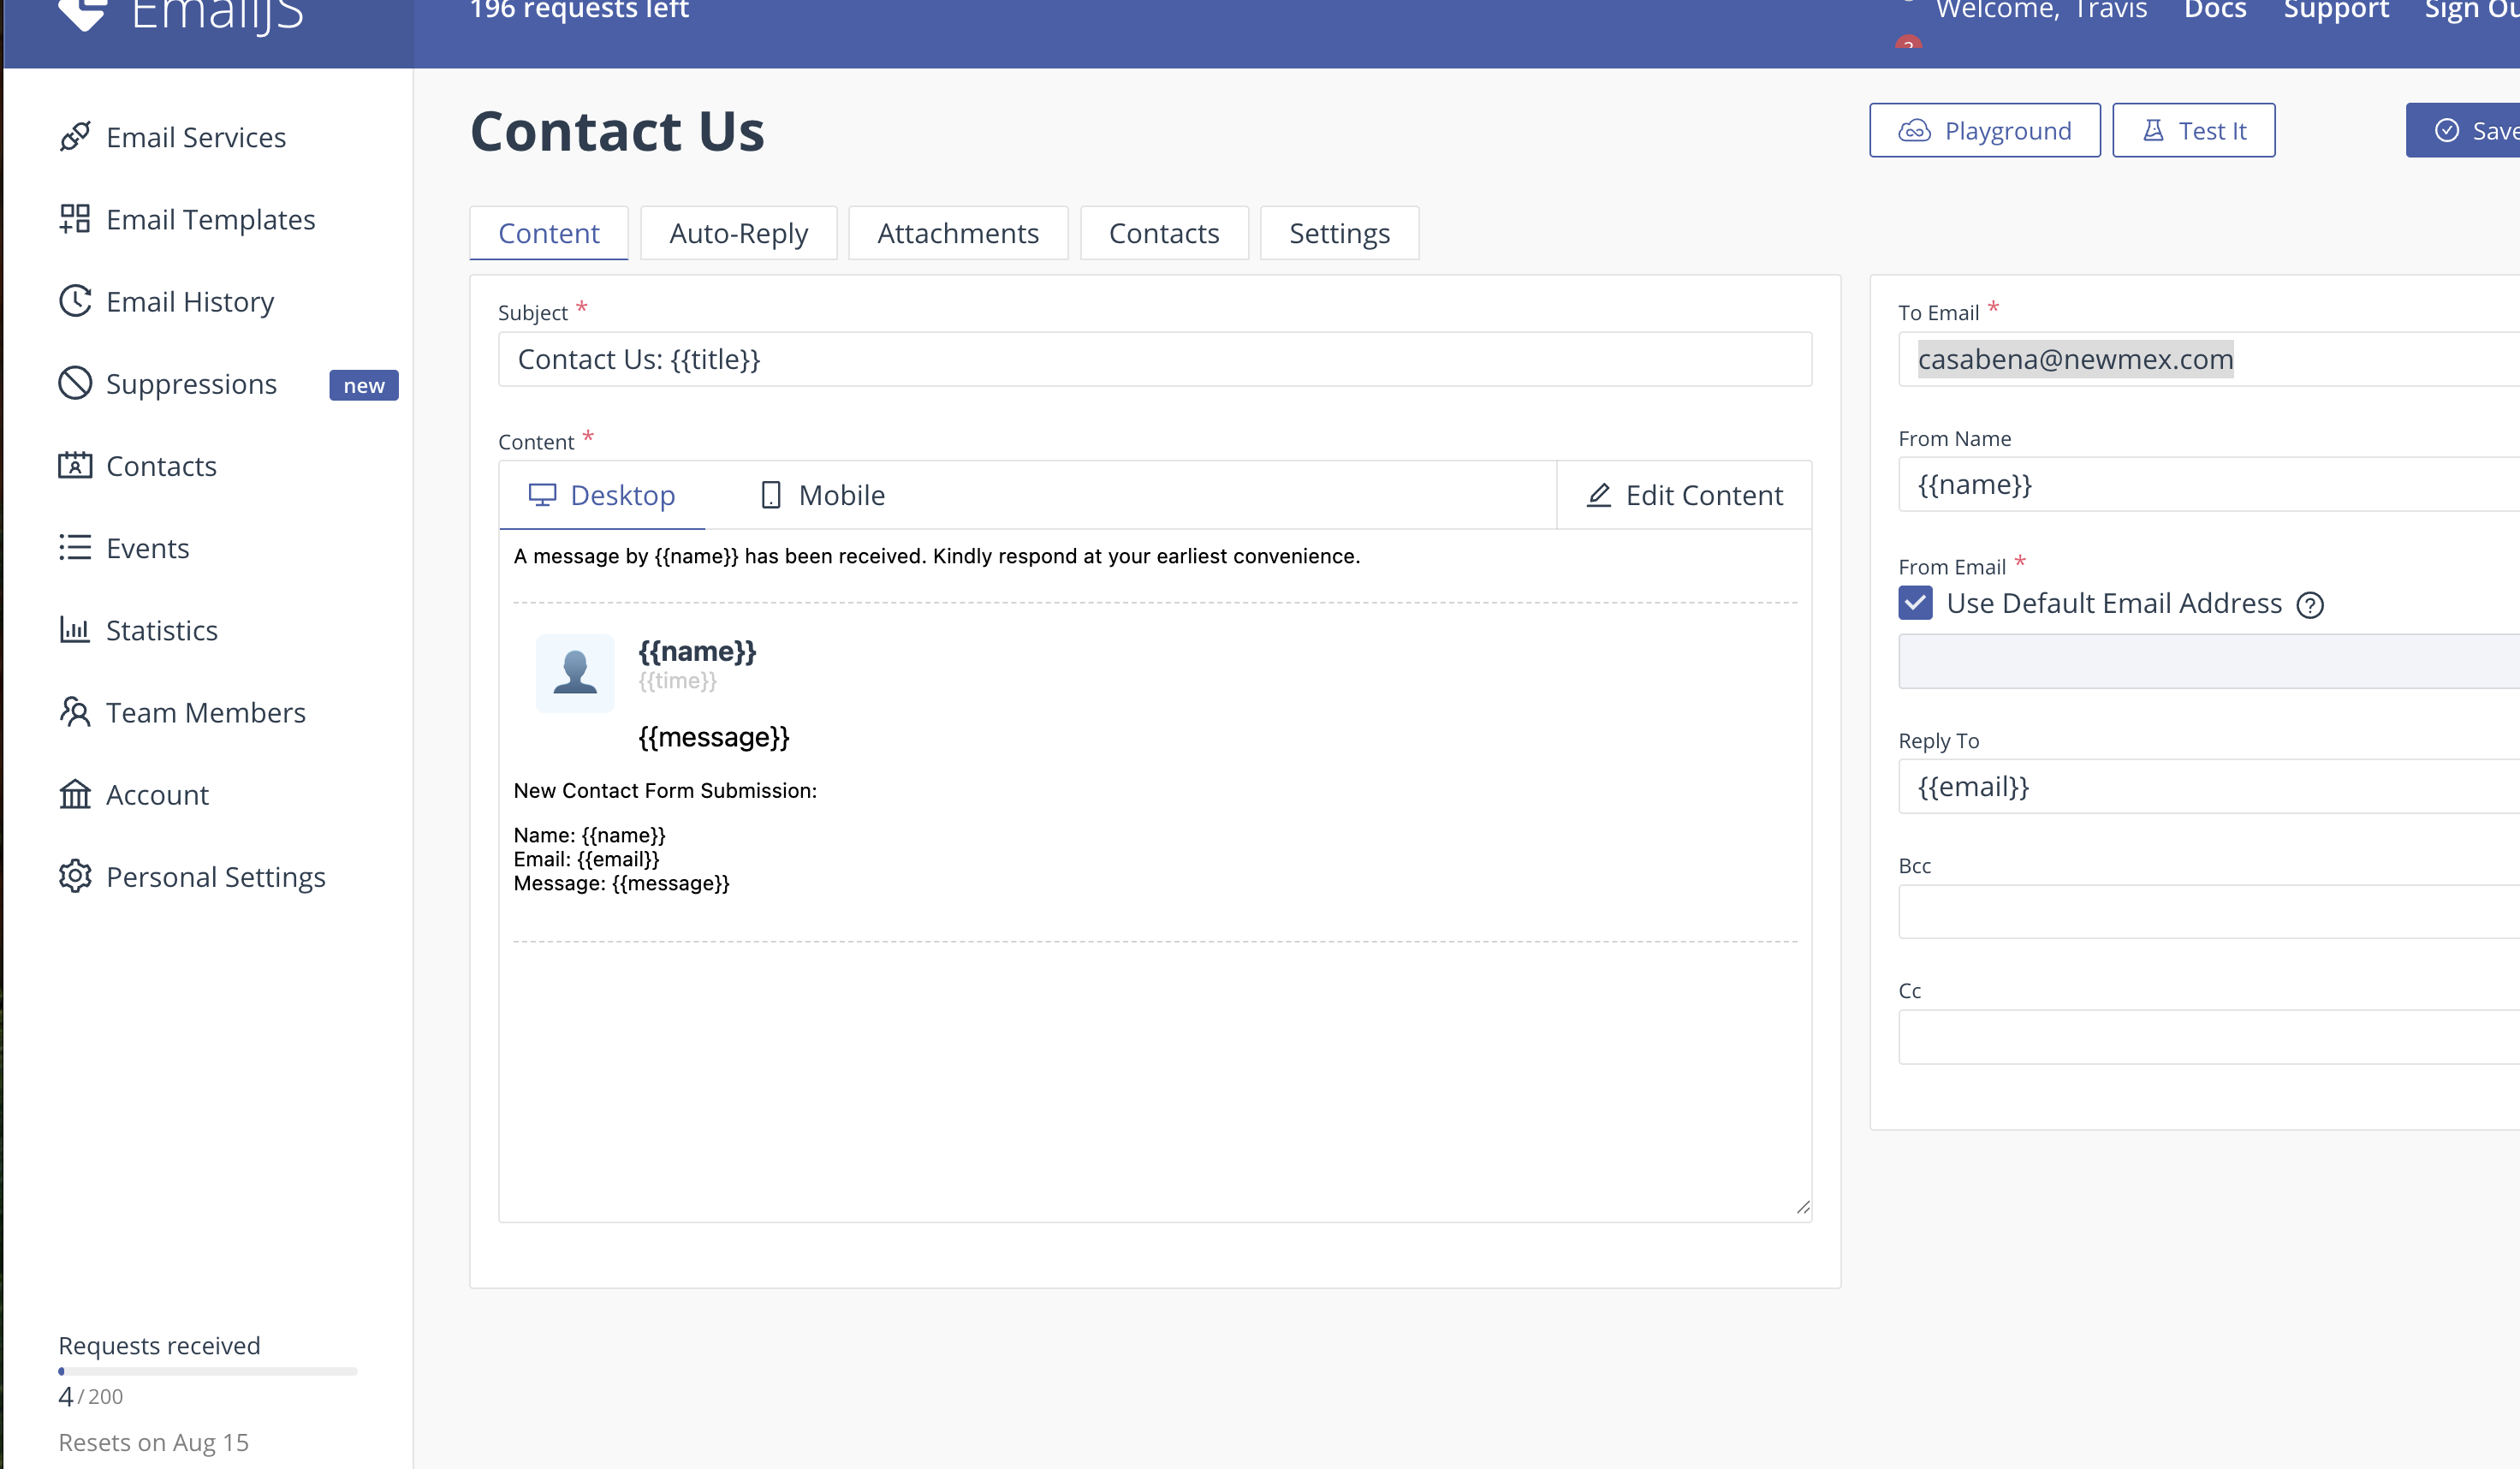 EmailJS
196 requests left
Welcome, Travis
Docs
Support
Sign Ou
Email Services
Email Templates
Email History
Suppressions new
Contacts
Events
Statistics
Team Members
Account
Personal Settings
Requests received
4 / 200
Resets on Aug 15
Contact Us
Playground
Test It
Save
Content
Auto-Reply
Attachments
Contacts
Settings
Subject *
Contact Us: {{title}}
Content *
Desktop
Mobile
Edit Content
A message by {{name}} has been received. Kindly respond at your earliest convenience.
{{name}}
{{time}}
{{message}}
New Contact Form Submission:
Name: {{name}}
Email: {{email}}
Message: {{message}}
To Email *
casabena@newmex.com
From Name
{{name}}
From Email *
Use Default Email Address ?
Reply To
{{email}}
Bcc
Cc